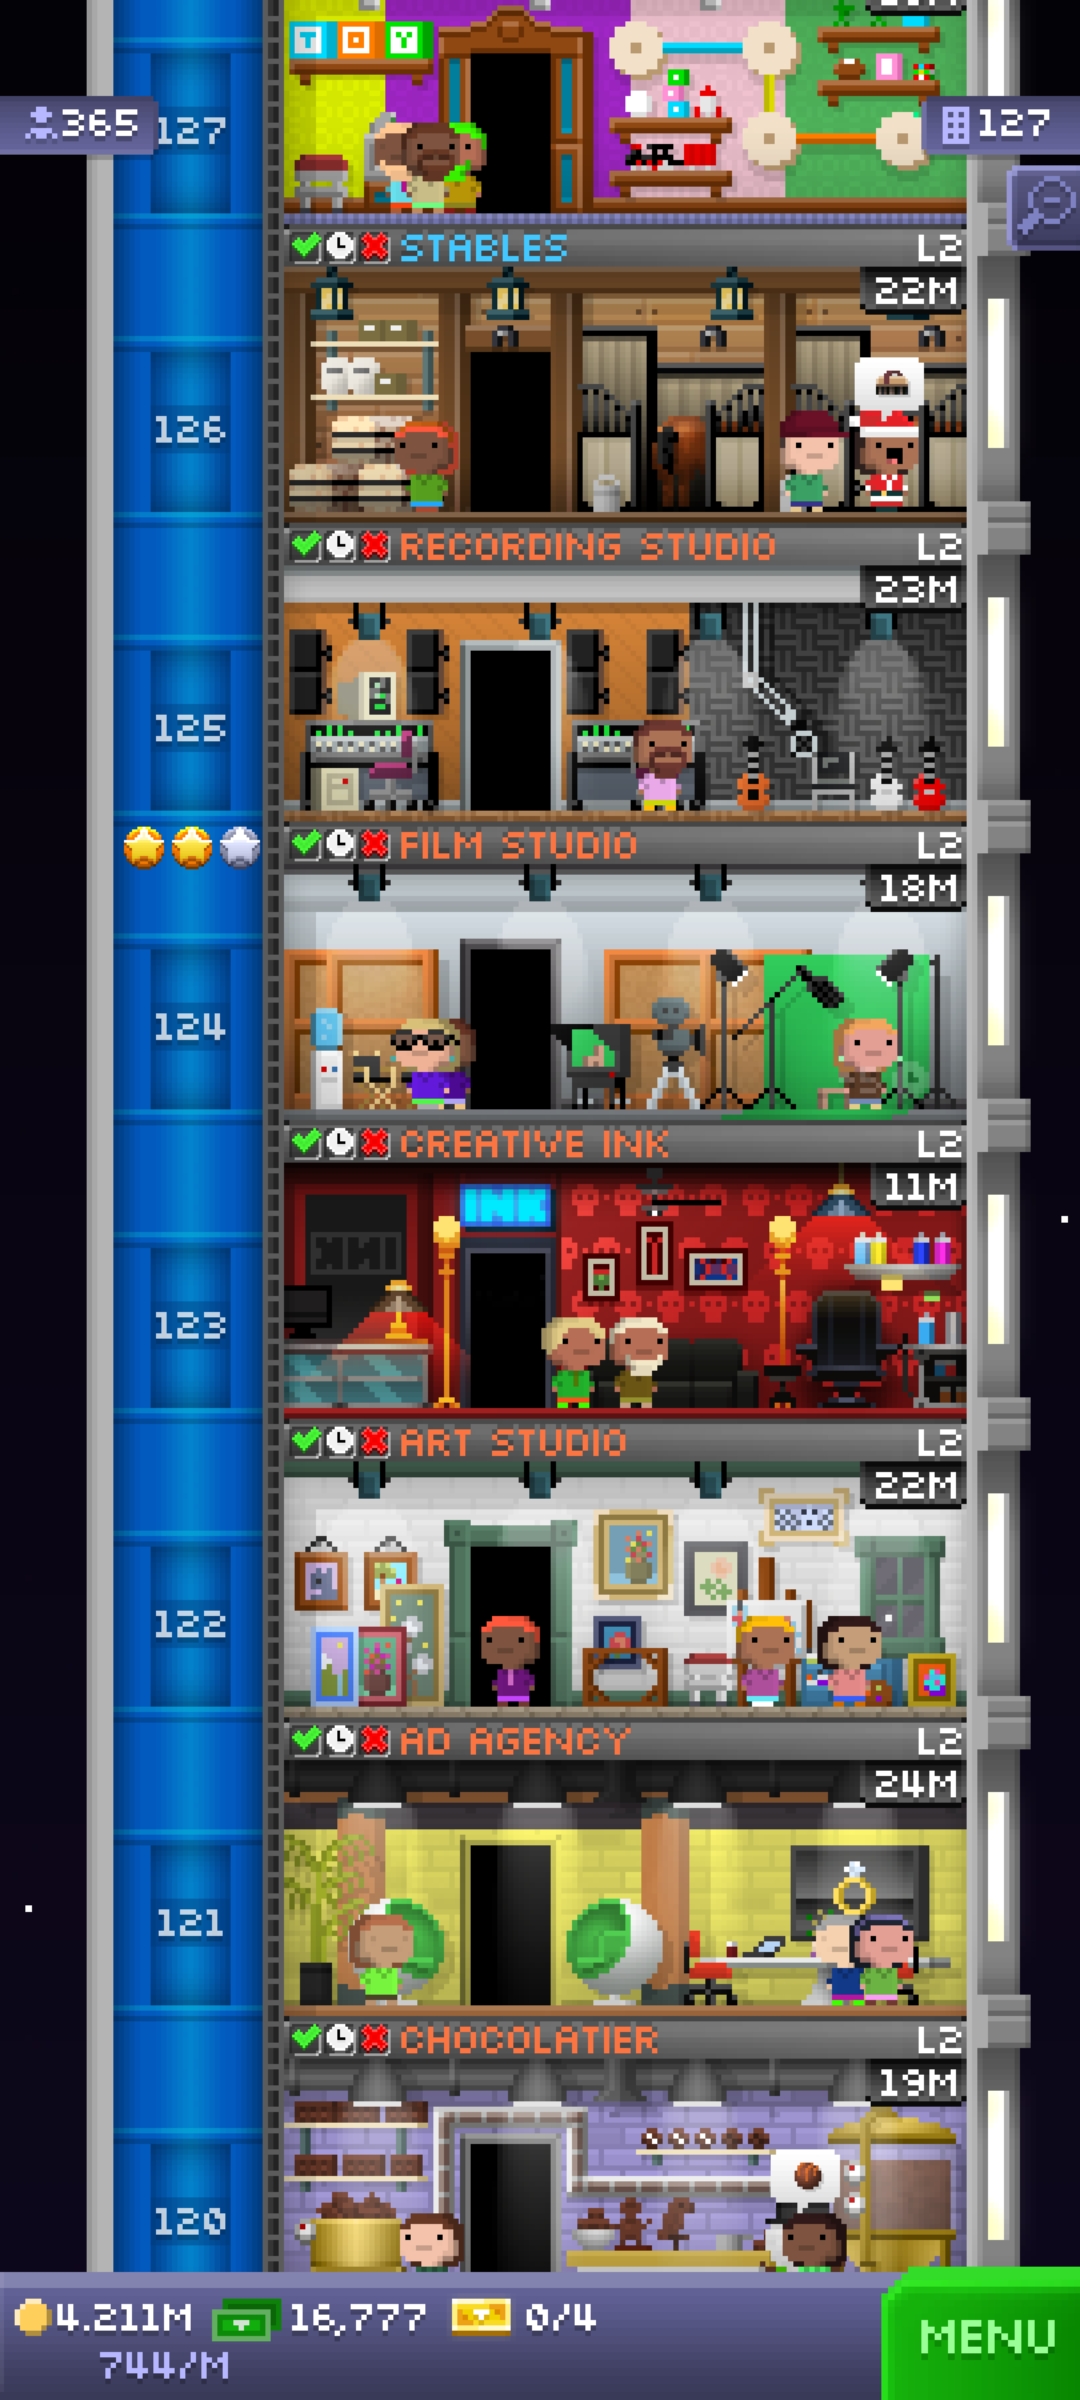 TOY
365
127
127
STABLES L2
22M
126
RECORDING STUDIO L2
23M
125
FILM STUDIO L2
18M
124
CREATIVE INK L2
11M
INK
123
ART STUDIO L2
22M
122
AD AGENCY L2
24M
121
CHOCOLATIER L2
19M
120
4.211M 16,777 0/4
744/M
MENU